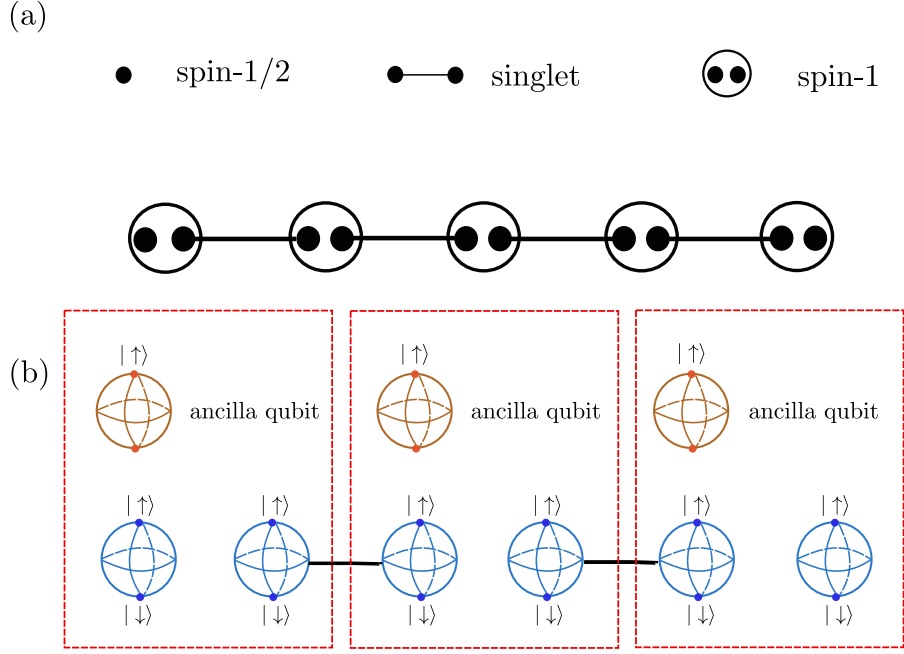 (a)
spin-1/2 singlet spin-1
(b)
|↑⟩ |↑⟩ |↑⟩
ancilla qubit ancilla qubit ancilla qubit
|↑⟩ |↑⟩ |↑⟩ |↑⟩ |↑⟩ |↑⟩
|↓⟩ |↓⟩ |↓⟩ |↓⟩ |↓⟩ |↓⟩